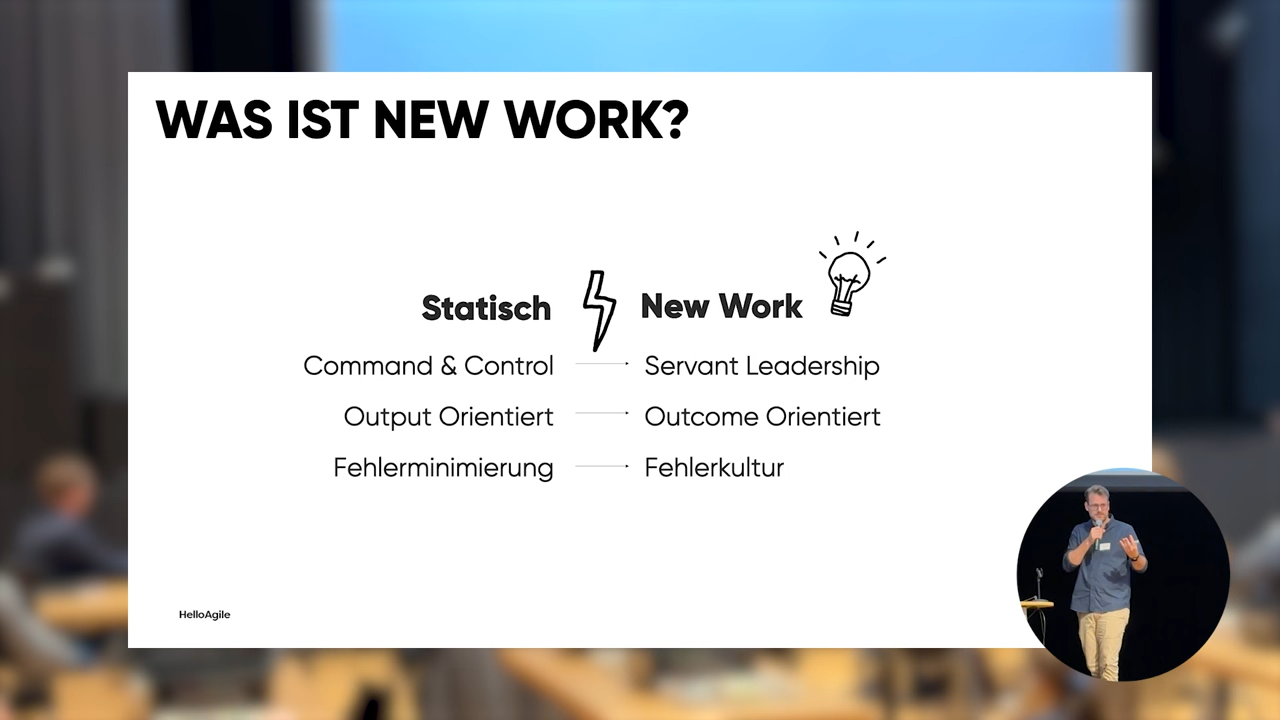 WAS IST NEW WORK?
Statisch New Work
Command & Control Servant Leadership
Output Orientiert Outcome Orientiert
Fehlerminimierung Fehlerkultur
HelloAgile